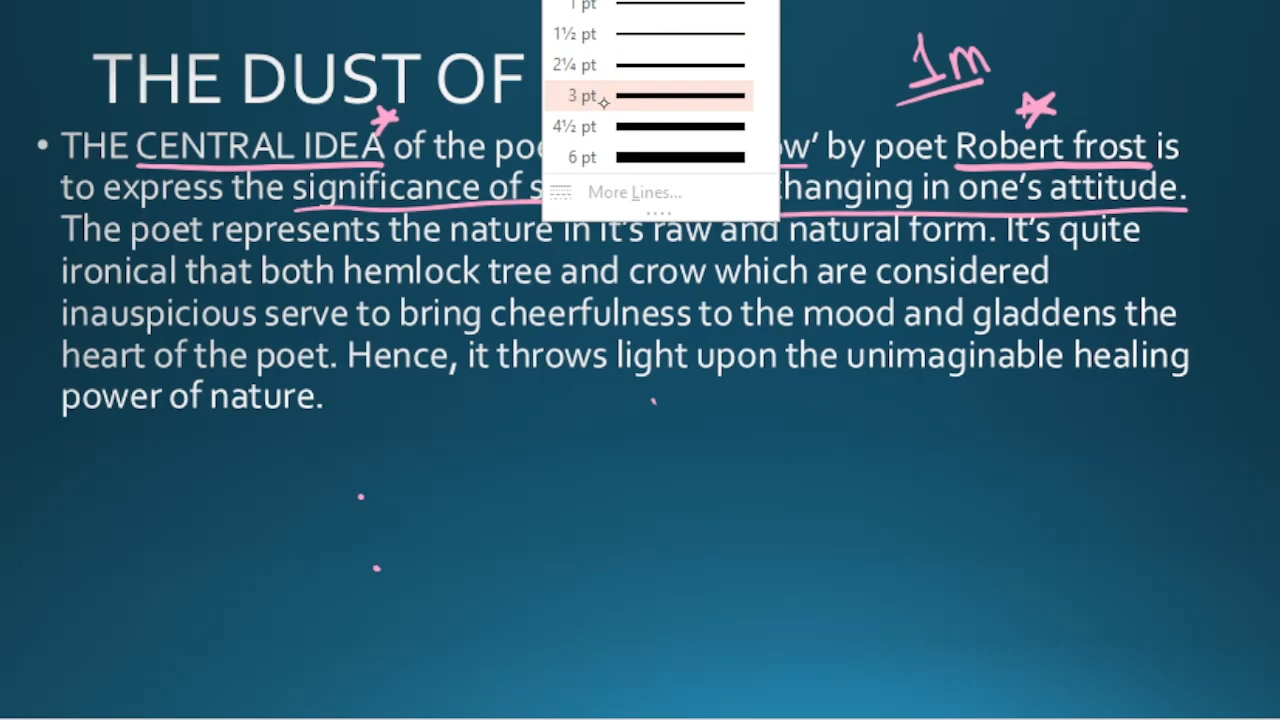 1 pt
1½ pt
2¼ pt
3 pt
4½ pt
6 pt
More Lines...
1m
THE DUST OF
THE CENTRAL IDEA of the by poet Robert frost is
to express the significance of changing in one's attitude.
The poet represents the nature in it's raw and natural form. It's quite
ironical that both hemlock tree and crow which are considered
inauspicious serve to bring cheerfulness to the mood and gladdens the
heart of the poet. Hence, it throws light upon the unimaginable healing
power of nature.